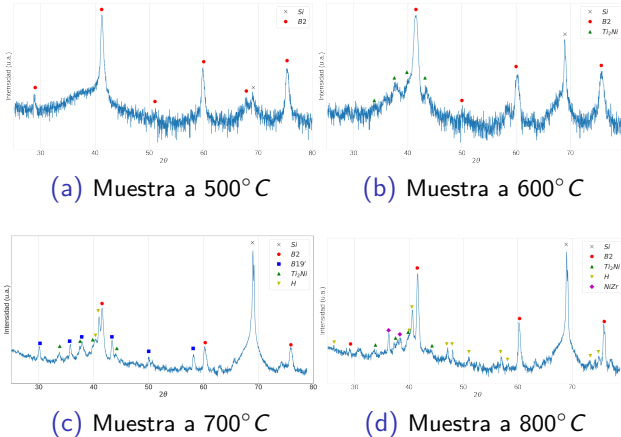 × Si
● B2
Intensidad (u.a.)
30 40 50 60 70 80
2θ
(a) Muestra a 500°C
× Si
● B2
▲ Ti₂Ni
Intensidad (u.a.)
30 40 50 60 70
2θ
(b) Muestra a 600°C
× Si
● B2
■ B19'
▲ Ti₂Ni
▼ H
Intensidad (u.a.)
30 40 50 60 70 80
2θ
(c) Muestra a 700°C
× Si
● B2
▲ Ti₂Ni
▼ H
◆ NiZr
Intensidad (u.a.)
30 40 50 60 70
2θ
(d) Muestra a 800°C